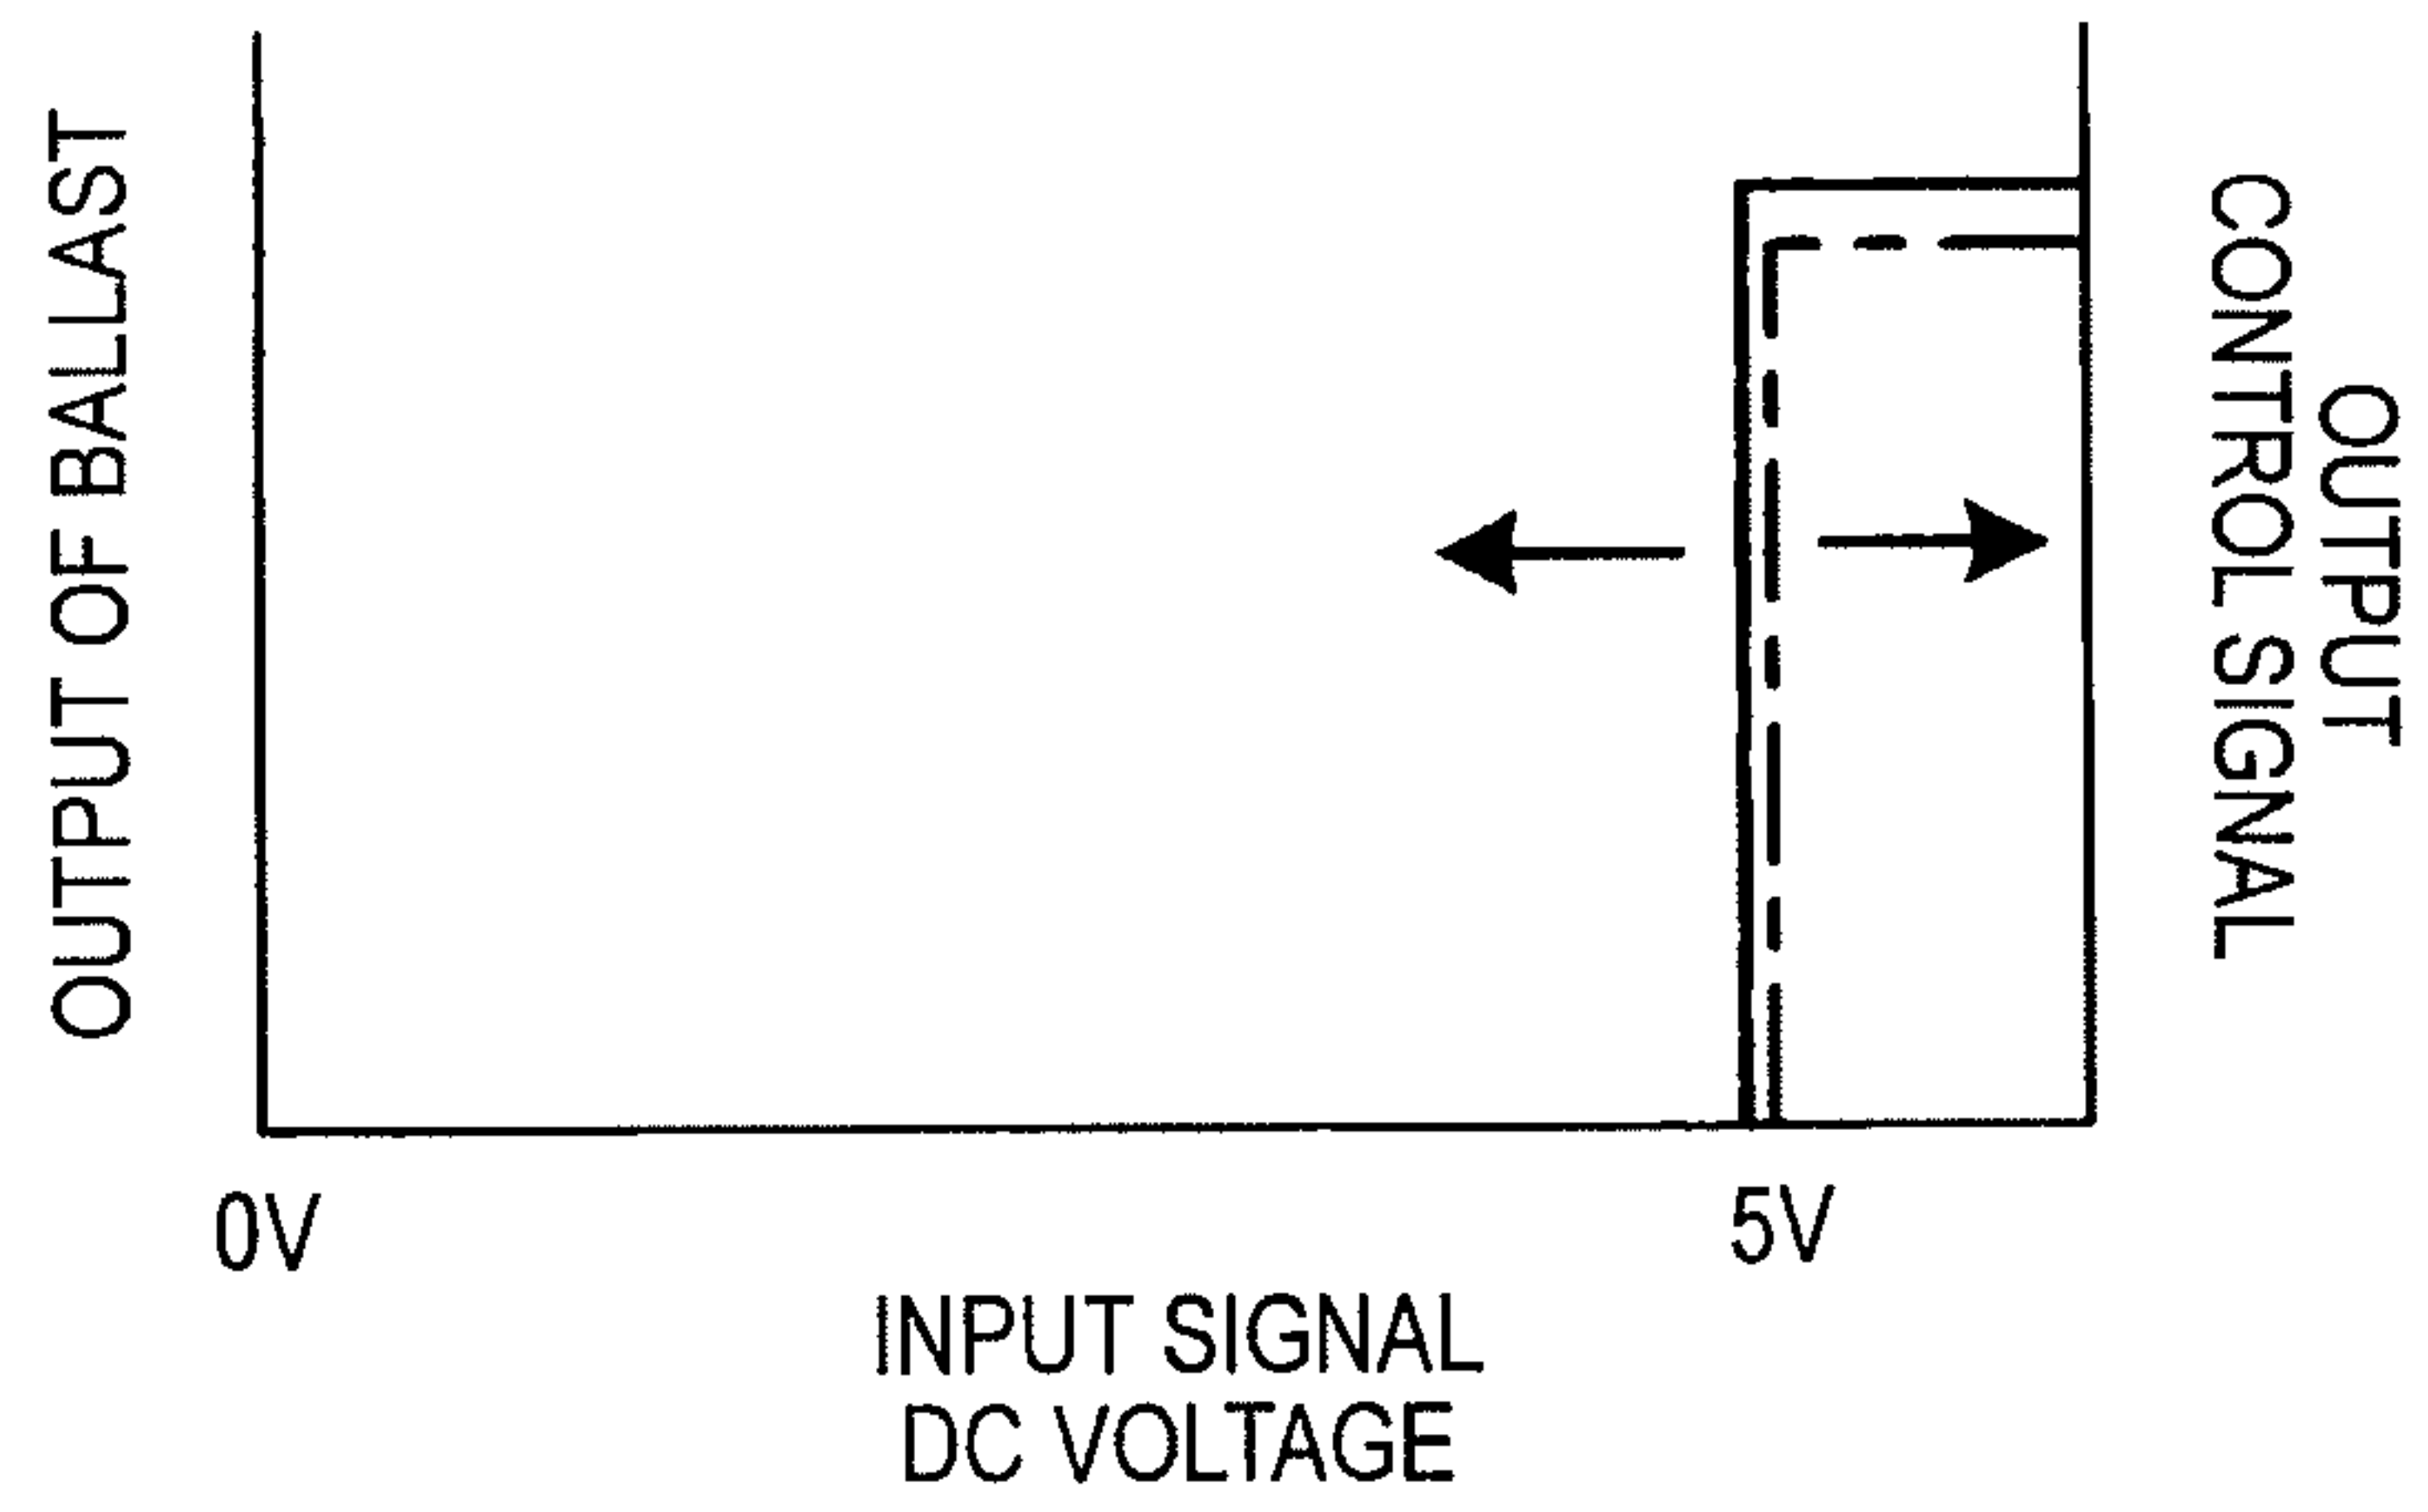 OUTPUT OF BALLAST
OUTPUT
CONTROL SIGNAL
0V
5V
INPUT SIGNAL
DC VOLTAGE